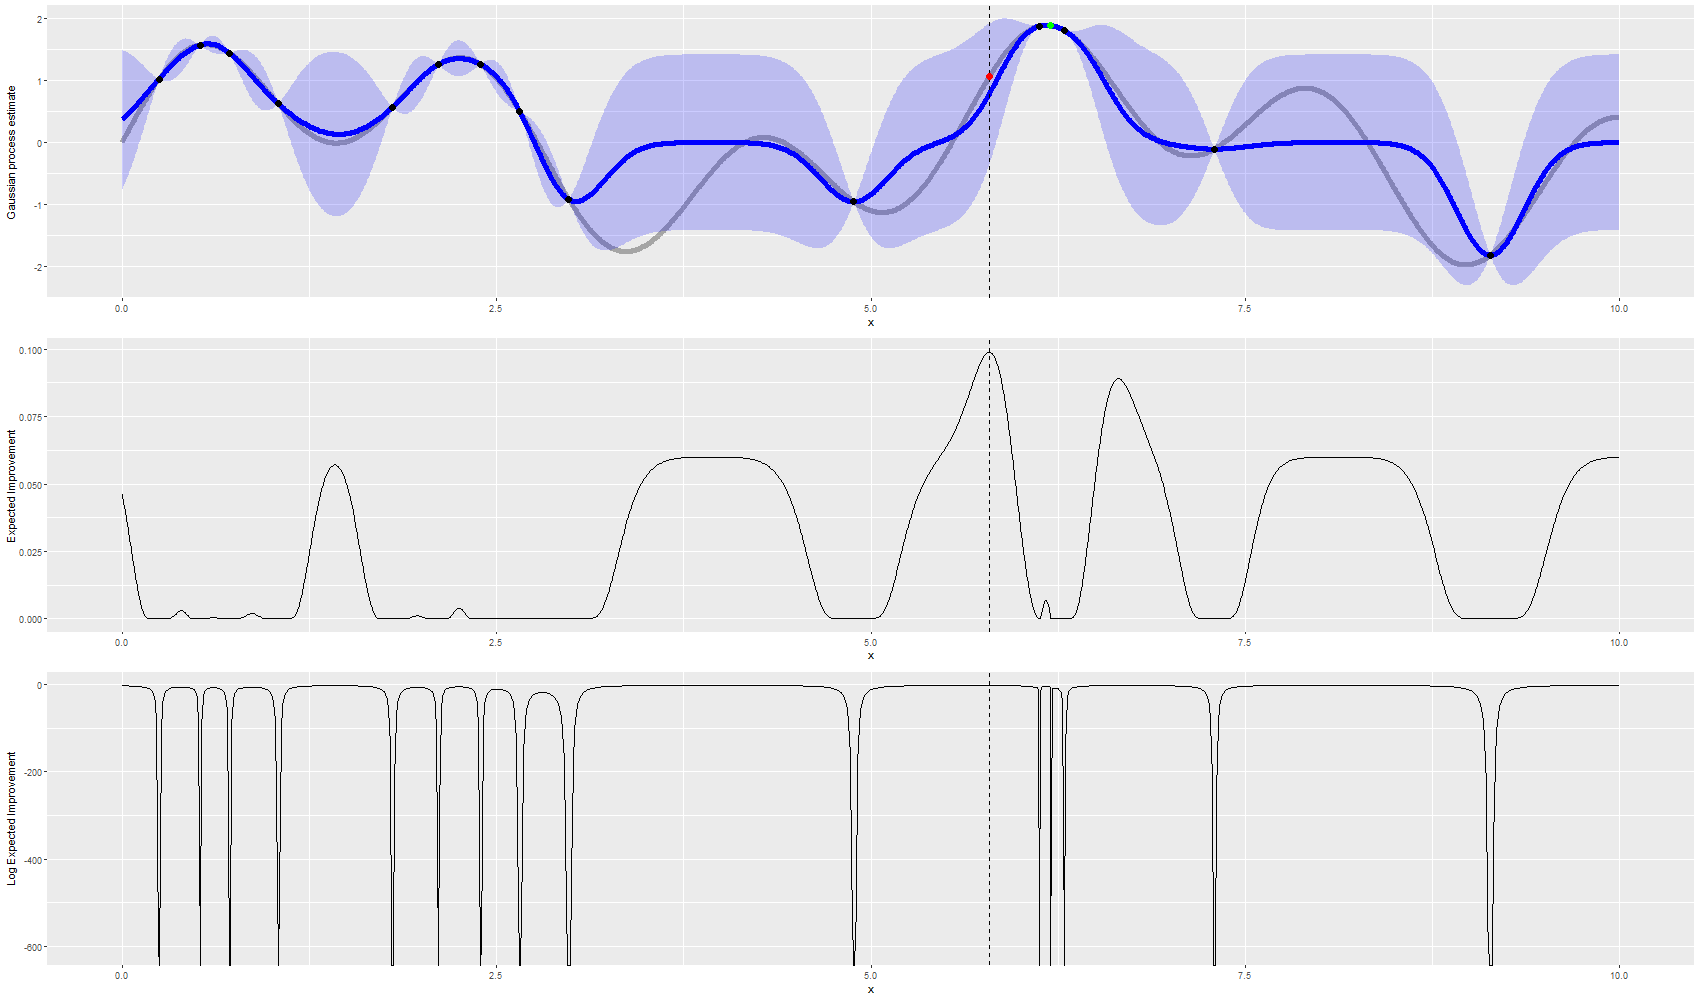 Gaussian process estimate
2
1
0
-1
-2
0.0 2.5 5.0 7.5 10.0
x
Expected Improvement
0.100
0.075
0.050
0.025
0.000
0.0 2.5 5.0 7.5 10.0
x
Log Expected Improvement
0
-200
-400
-600
0.0 2.5 5.0 7.5 10.0
x